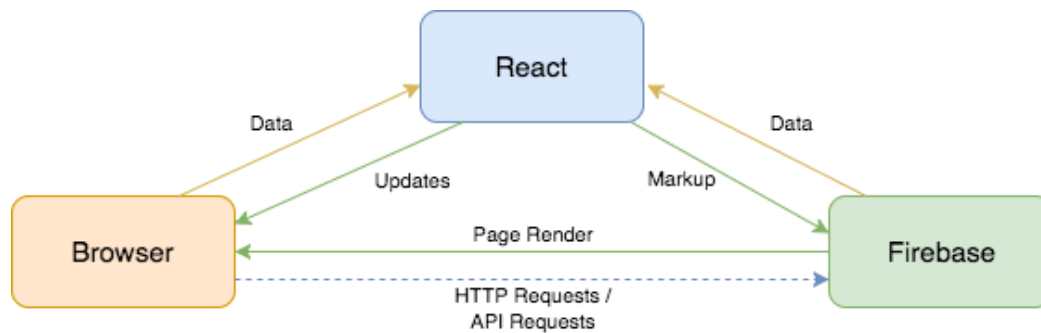 React
Data
Data
Updates
Markup
Browser
Page Render
Firebase
HTTP Requests /
API Requests